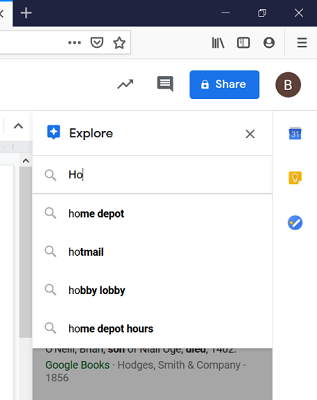 Share
B
Explore
Ho
home depot
hotmail
hobby lobby
home depot hours
O'Neill, Brian, son of Niall Óge, died, 1402.
Google Books · Hodges, Smith & Company -
1856
31